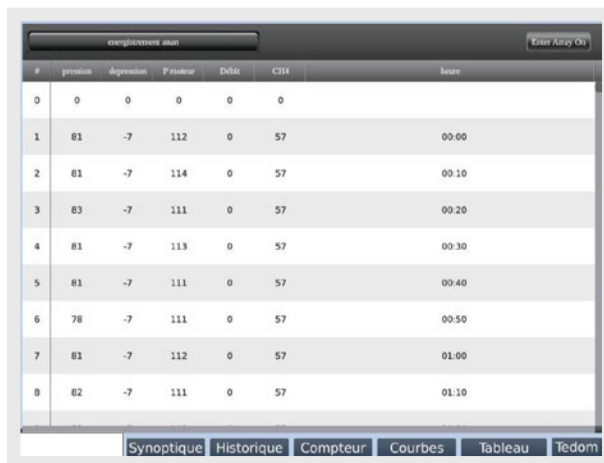 enregistrement anan Enter Array On
# pression depression P moteur Débit CH4 heure
0 0 0 0 0 0
1 81 -7 112 0 57 00:00
2 81 -7 114 0 57 00:10
3 83 -7 111 0 57 00:20
4 81 -7 113 0 57 00:30
5 81 -7 111 0 57 00:40
6 78 -7 111 0 57 00:50
7 81 -7 112 0 57 01:00
8 82 -7 111 0 57 01:10
Synoptique Historique Compteur Courbes Tableau Tedom